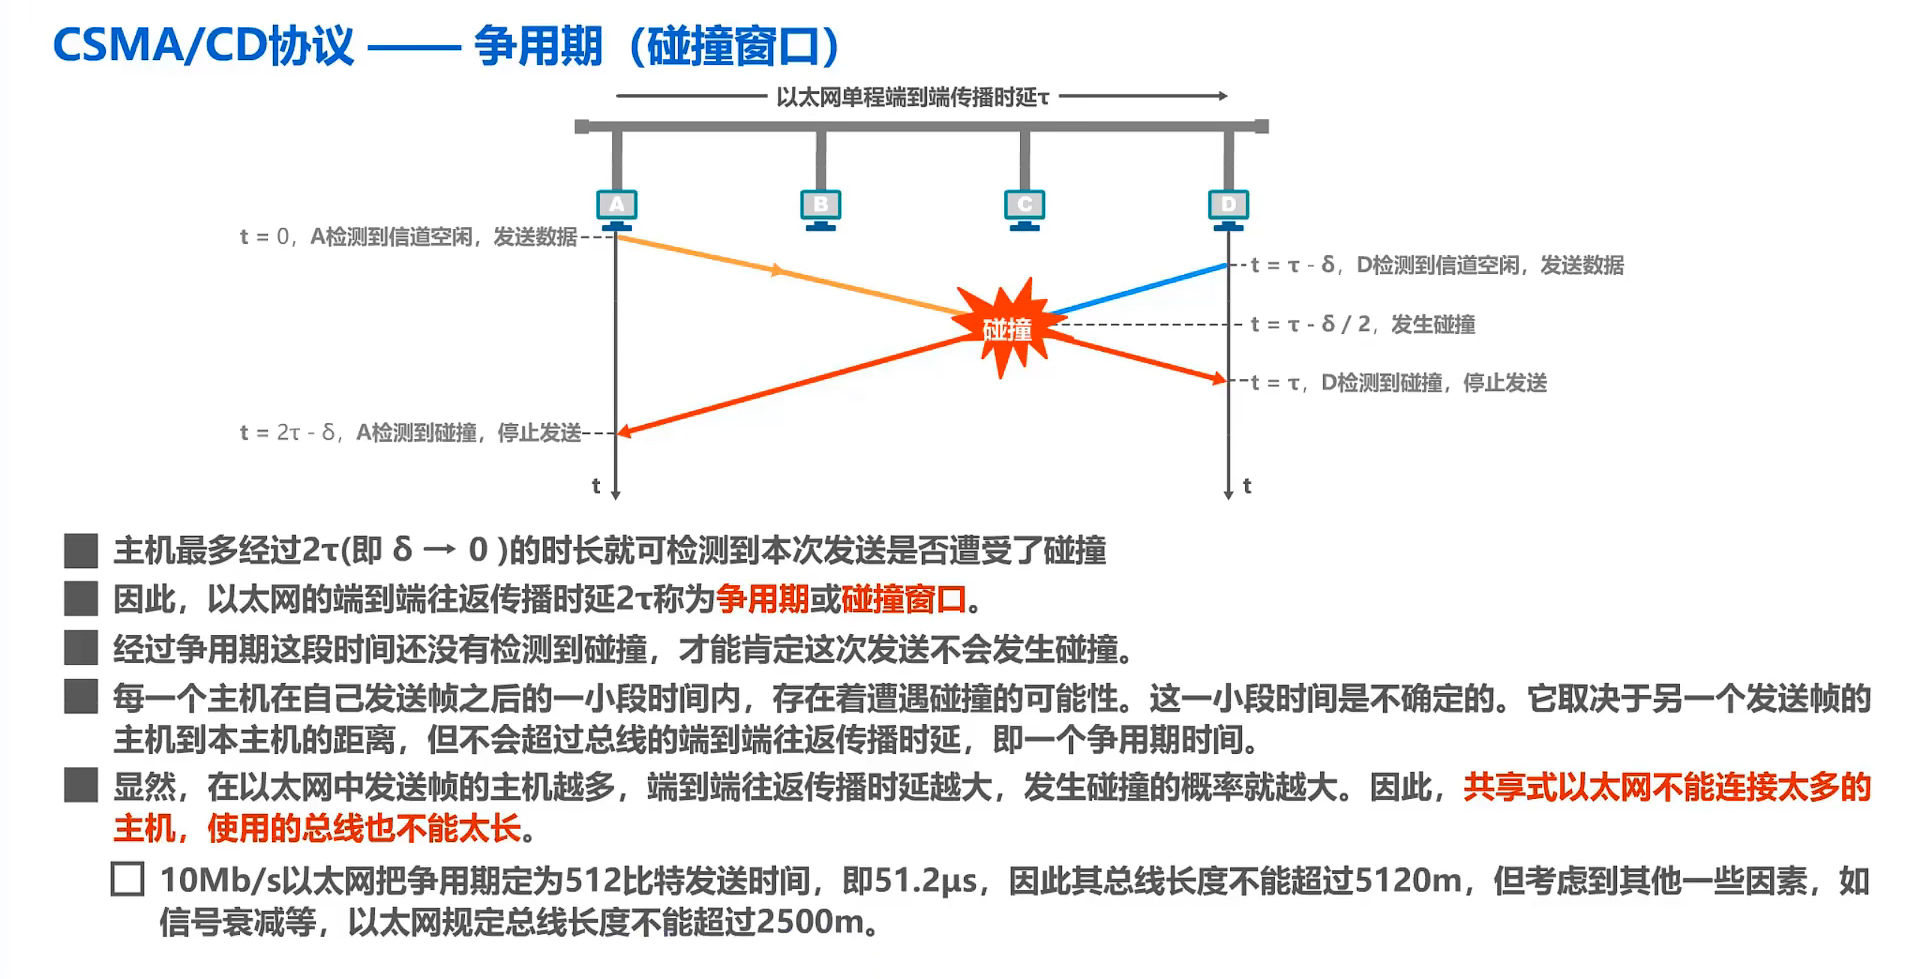 CSMA/CD协议 —— 争用期（碰撞窗口）
以太网单程端到端传播时延τ
A
B
C
D
t = 0，A检测到信道空闲，发送数据
t = τ - δ，D检测到信道空闲，发送数据
碰撞
t = τ - δ / 2，发生碰撞
t = τ，D检测到碰撞，停止发送
t = 2τ - δ，A检测到碰撞，停止发送
t
t
主机最多经过2τ(即 δ → 0 )的时长就可检测到本次发送是否遭受了碰撞
因此，以太网的端到端往返传播时延2τ称为争用期或碰撞窗口。
经过争用期这段时间还没有检测到碰撞，才能肯定这次发送不会发生碰撞。
每一个主机在自己发送帧之后的一小段时间内，存在着遭遇碰撞的可能性。这一小段时间是不确定的。它取决于另一个发送帧的
主机到本主机的距离，但不会超过总线的端到端往返传播时延，即一个争用期时间。
显然，在以太网中发送帧的主机越多，端到端往返传播时延越大，发生碰撞的概率就越大。因此，共享式以太网不能连接太多的
主机，使用的总线也不能太长。
10Mb/s以太网把争用期定为512比特发送时间，即51.2μs，因此其总线长度不能超过5120m，但考虑到其他一些因素，如
信号衰减等，以太网规定总线长度不能超过2500m。